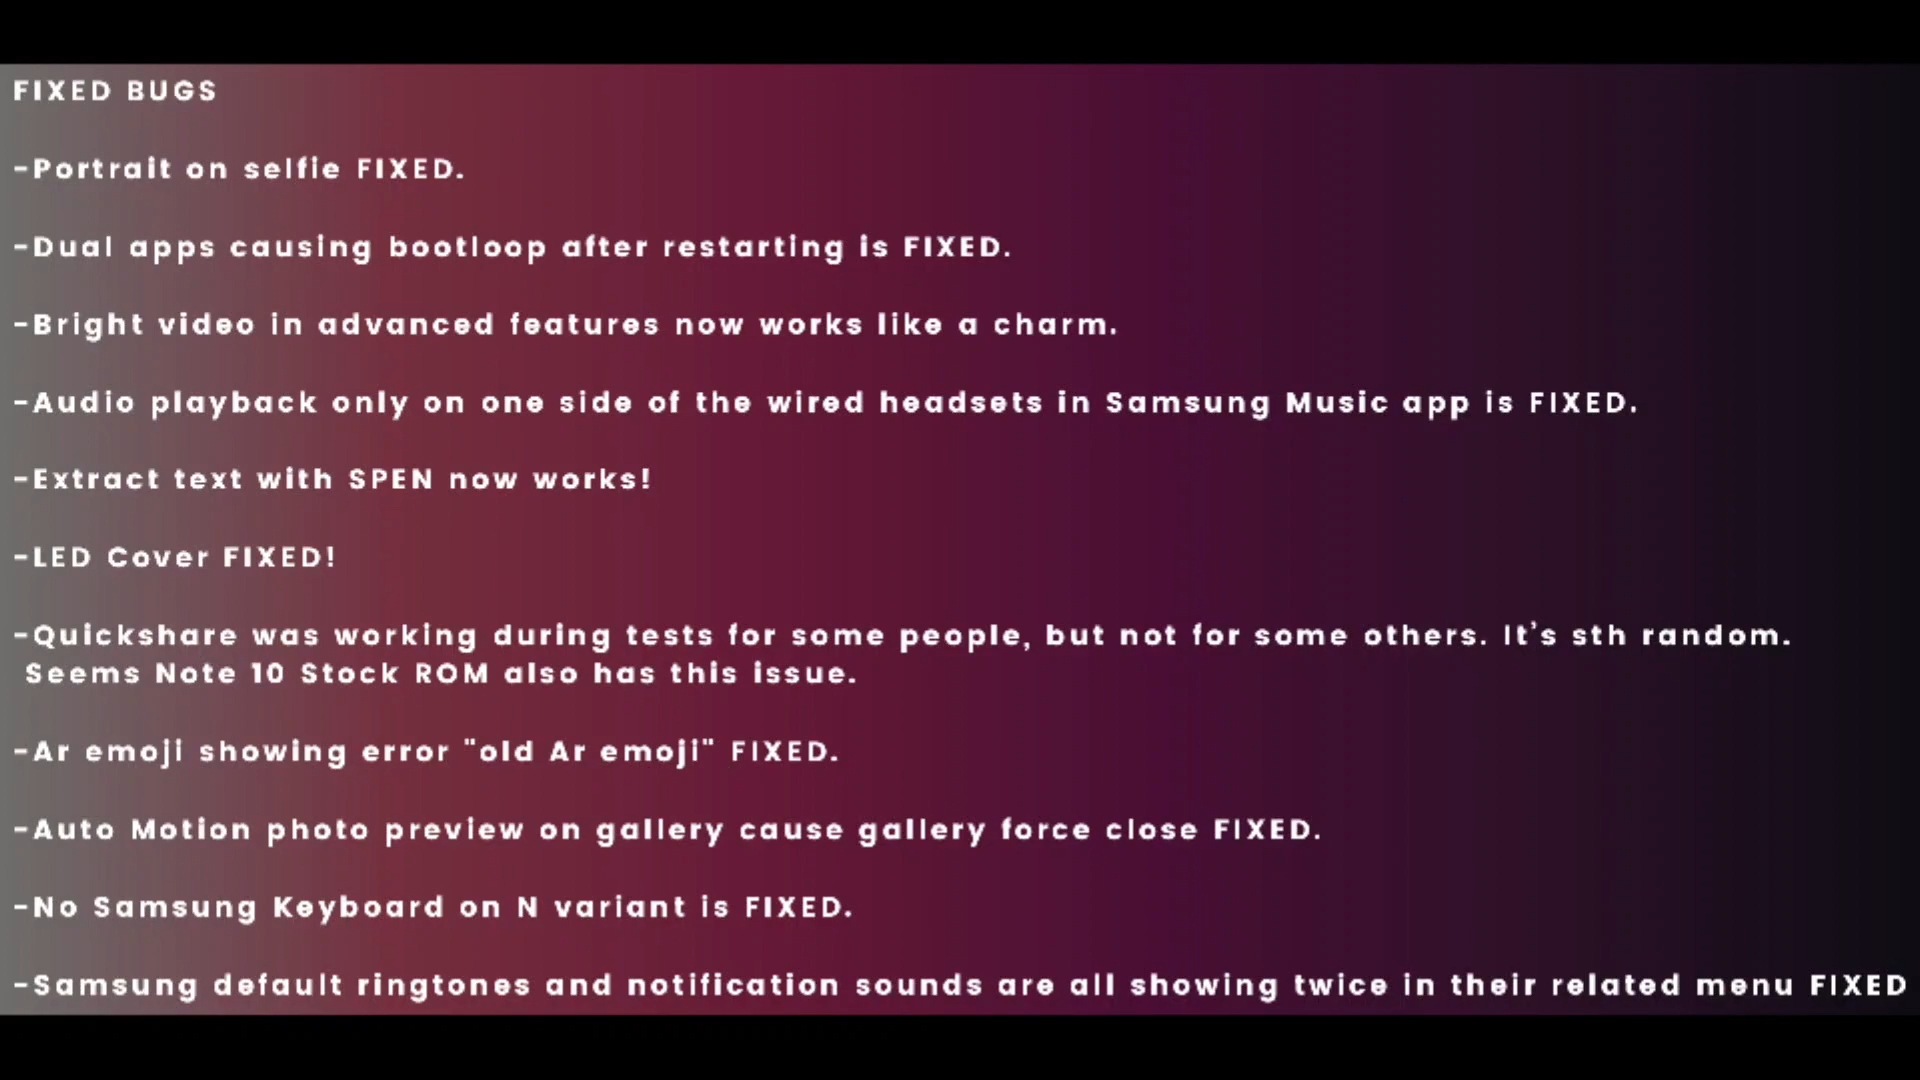 FIXED BUGS
-Portrait on selfie FIXED.
-Dual apps causing bootloop after restarting is FIXED.
-Bright video in advanced features now works like a charm.
-Audio playback only on one side of the wired headsets in Samsung Music app is FIXED.
-Extract text with SPEN now works!
-LED Cover FIXED!
-Quickshare was working during tests for some people, but not for some others. It's sth random.
Seems Note 10 Stock ROM also has this issue.
-Ar emoji showing error "old Ar emoji" FIXED.
-Auto Motion photo preview on gallery cause gallery force close FIXED.
-No Samsung Keyboard on N variant is FIXED.
-Samsung default ringtones and notification sounds are all showing twice in their related menu FIXED